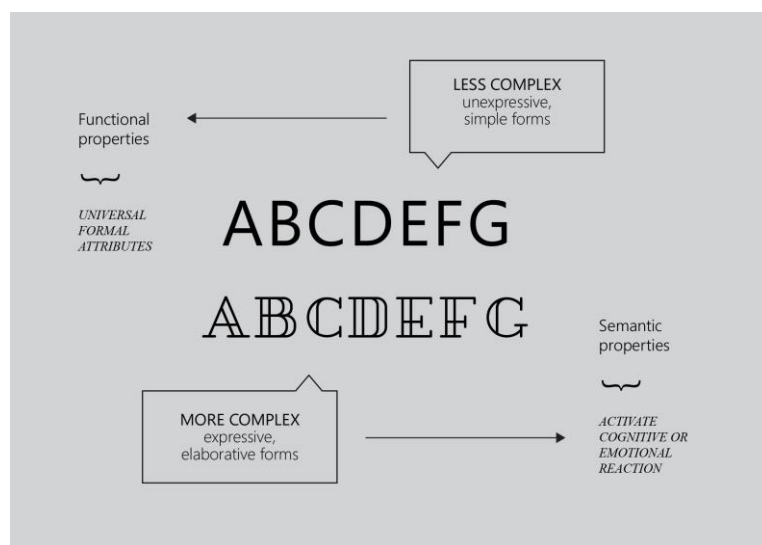 LESS COMPLEX
unexpressive,
simple forms
Functional
properties
UNIVERSAL
FORMAL
ATTRIBUTES
ABCDEFG
ABCDEFG
Semantic
properties
MORE COMPLEX
expressive,
elaborative forms
ACTIVATE
COGNITIVE OR
EMOTIONAL
REACTION